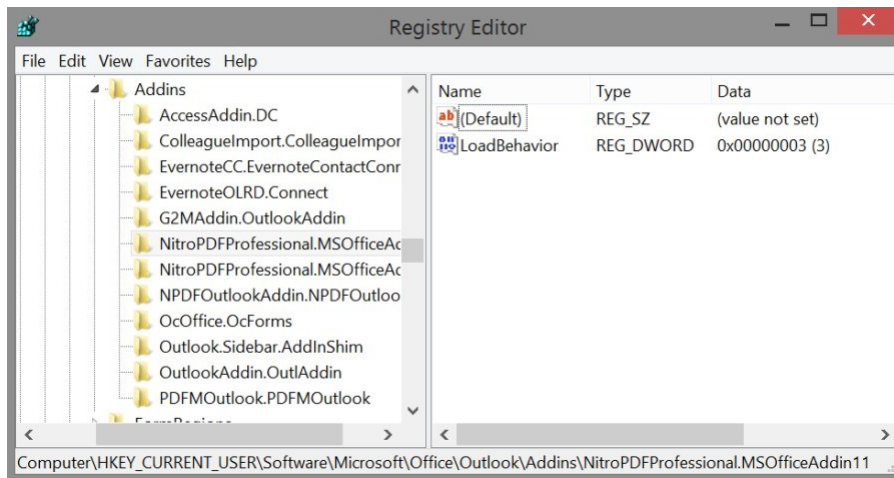 Registry Editor
File Edit View Favorites Help
Addins
AccessAddin.DC
ColleagueImport.ColleagueImpor
EvernoteCC.EvernoteContactConr
EvernoteOLRD.Connect
G2MAddin.OutlookAddin
NitroPDFProfessional.MSOfficeAc
NitroPDFProfessional.MSOfficeAc
NPDFOutlookAddin.NPDFOutloo
OcOffice.OcForms
Outlook.Sidebar.AddInShim
OutlookAddin.OutlAddin
PDFMOutlook.PDFMOutlook
Name Type Data
(Default) REG_SZ (value not set)
LoadBehavior REG_DWORD 0x00000003 (3)
Computer\HKEY_CURRENT_USER\Software\Microsoft\Office\Outlook\Addins\NitroPDFProfessional.MSOfficeAddin11